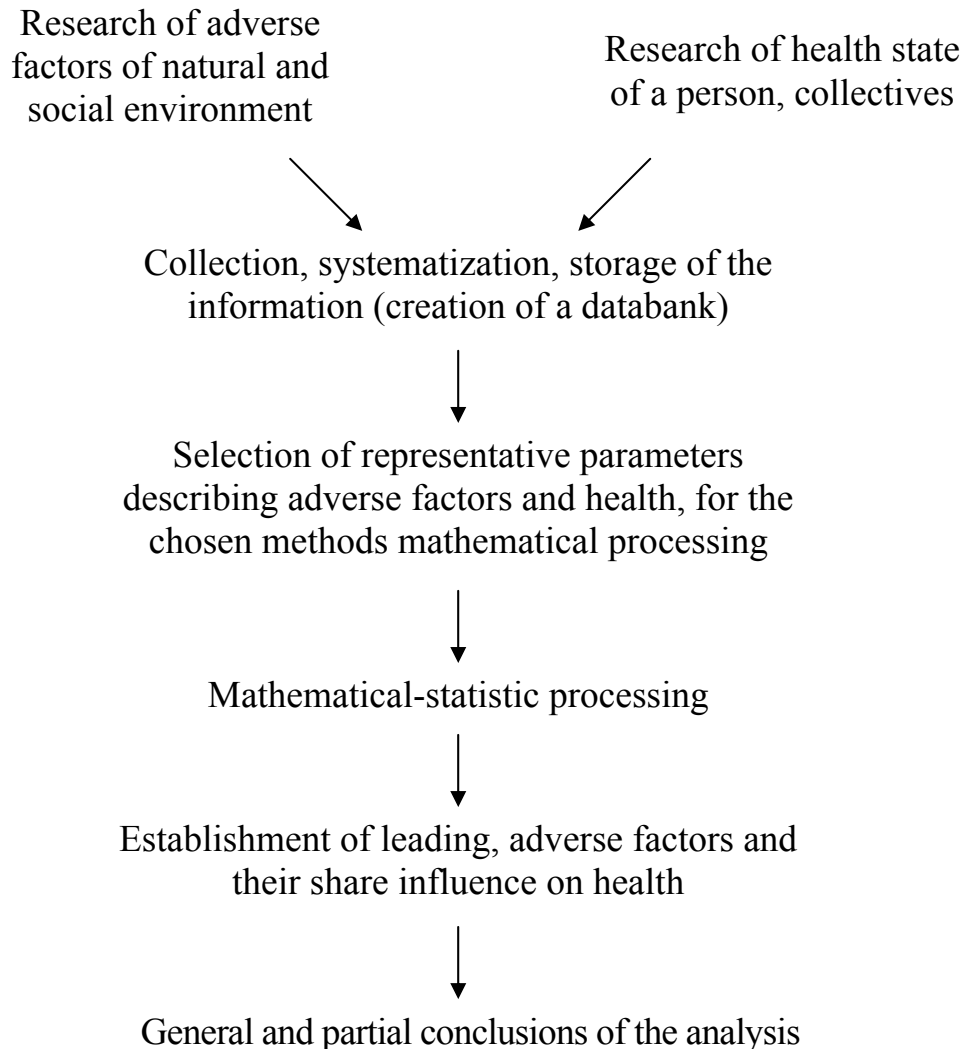 Research of adverse
factors of natural and
social environment
Research of health state
of a person, collectives
Collection, systematization, storage of the
information (creation of a databank)
Selection of representative parameters
describing adverse factors and health, for the
chosen methods mathematical processing
Mathematical-statistic processing
Establishment of leading, adverse factors and
their share influence on health
General and partial conclusions of the analysis